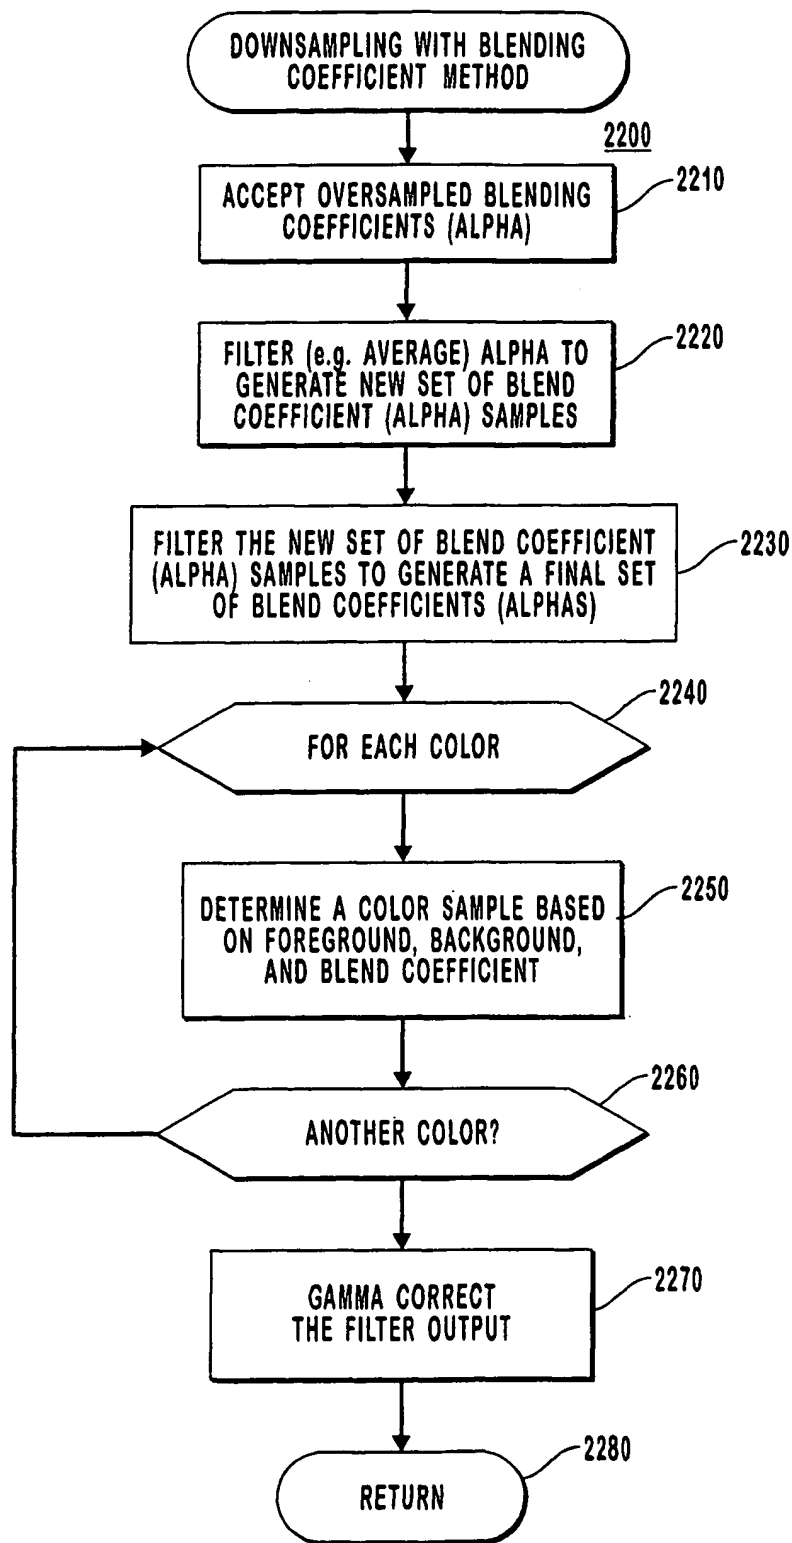 DOWNSAMPLING WITH BLENDING
COEFFICIENT METHOD
2200
2210
ACCEPT OVERSAMPLED BLENDING
COEFFICIENTS (ALPHA)
2220
FILTER (e.g. AVERAGE) ALPHA TO
GENERATE NEW SET OF BLEND
COEFFICIENT (ALPHA) SAMPLES
2230
FILTER THE NEW SET OF BLEND COEFFICIENT
(ALPHA) SAMPLES TO GENERATE A FINAL SET
OF BLEND COEFFICIENTS (ALPHAS)
2240
FOR EACH COLOR
2250
DETERMINE A COLOR SAMPLE BASED
ON FOREGROUND, BACKGROUND,
AND BLEND COEFFICIENT
2260
ANOTHER COLOR?
2270
GAMMA CORRECT
THE FILTER OUTPUT
2280
RETURN